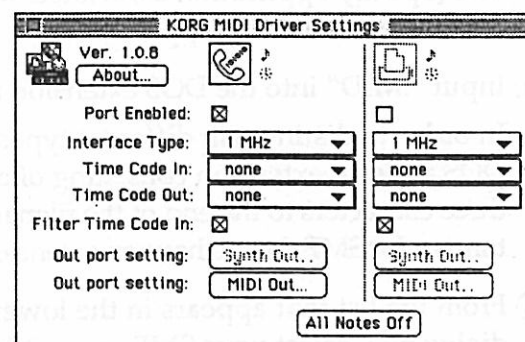 KORG MIDI Driver Settings
Ver. 1.0.8
About...
Port Enabled:
Interface Type: 1 MHz 1 MHz
Time Code In: none none
Time Code Out: none none
Filter Time Code In:
Out port setting: Synth Out... Synth Out...
Out port setting: MIDI Out... MIDI Out...
All Notes Off